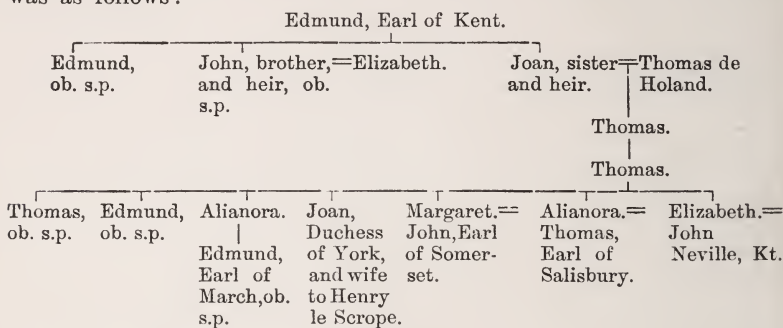 was as follows:
Edmund, Earl of Kent.
Edmund, ob. s.p.
John, brother,=Elizabeth. and heir, ob. s.p.
Joan, sister=Thomas de and heir. Holand.
Thomas.
Thomas.
Thomas, ob. s.p.
Edmund, ob. s.p.
Alianora.
Edmund, Earl of March, ob. s.p.
Joan, Duchess of York, and wife to Henry le Scrope.
Margaret.= John, Earl of Somer- set.
Alianora.= Thomas, Earl of Salisbury.
Elizabeth.= John Neville, Kt.